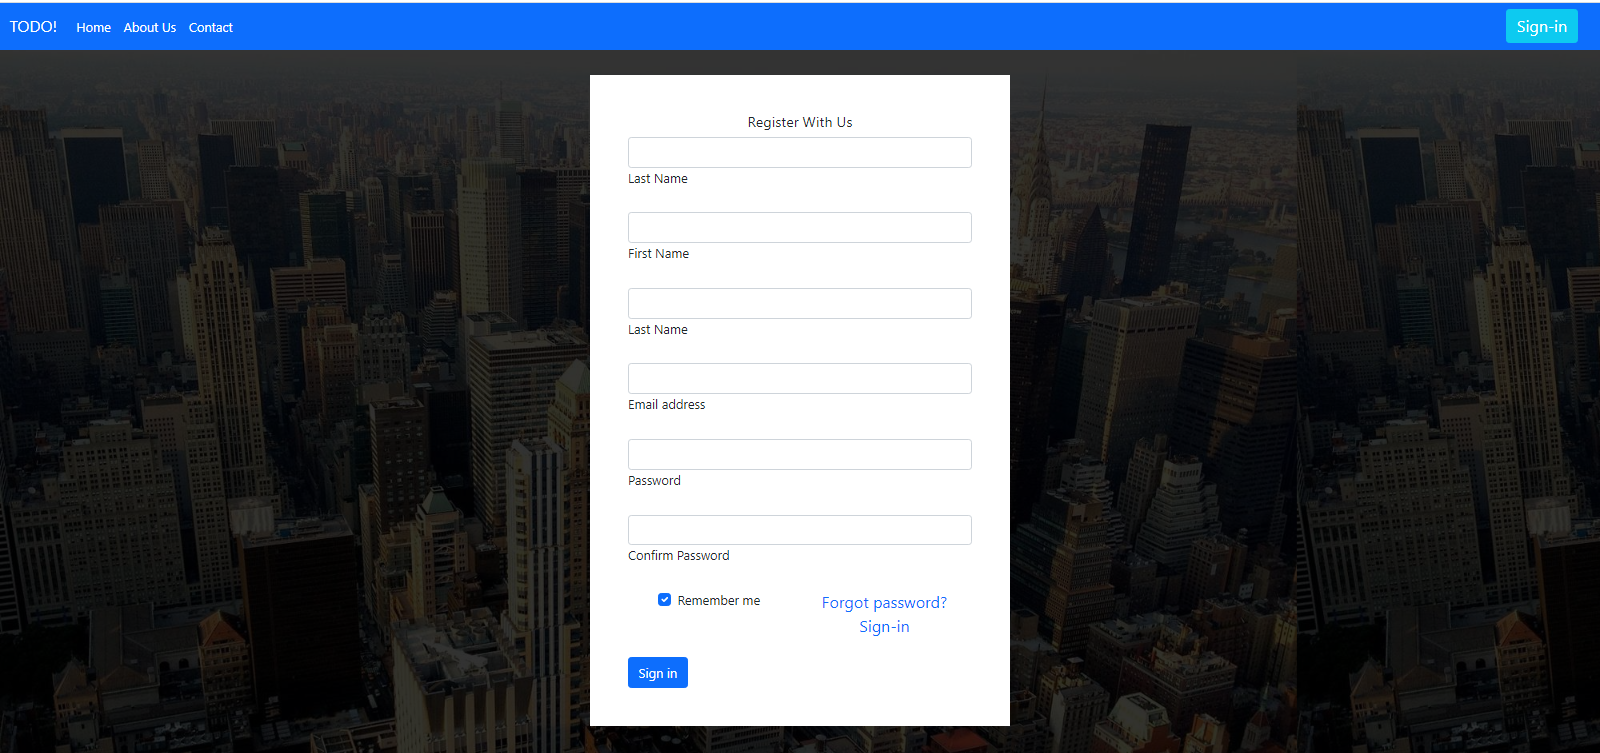 TODO! Home About Us Contact Sign-in
Register With Us
Last Name
First Name
Last Name
Email address
Password
Confirm Password
Remember me
Forgot password?
Sign-in
Sign in